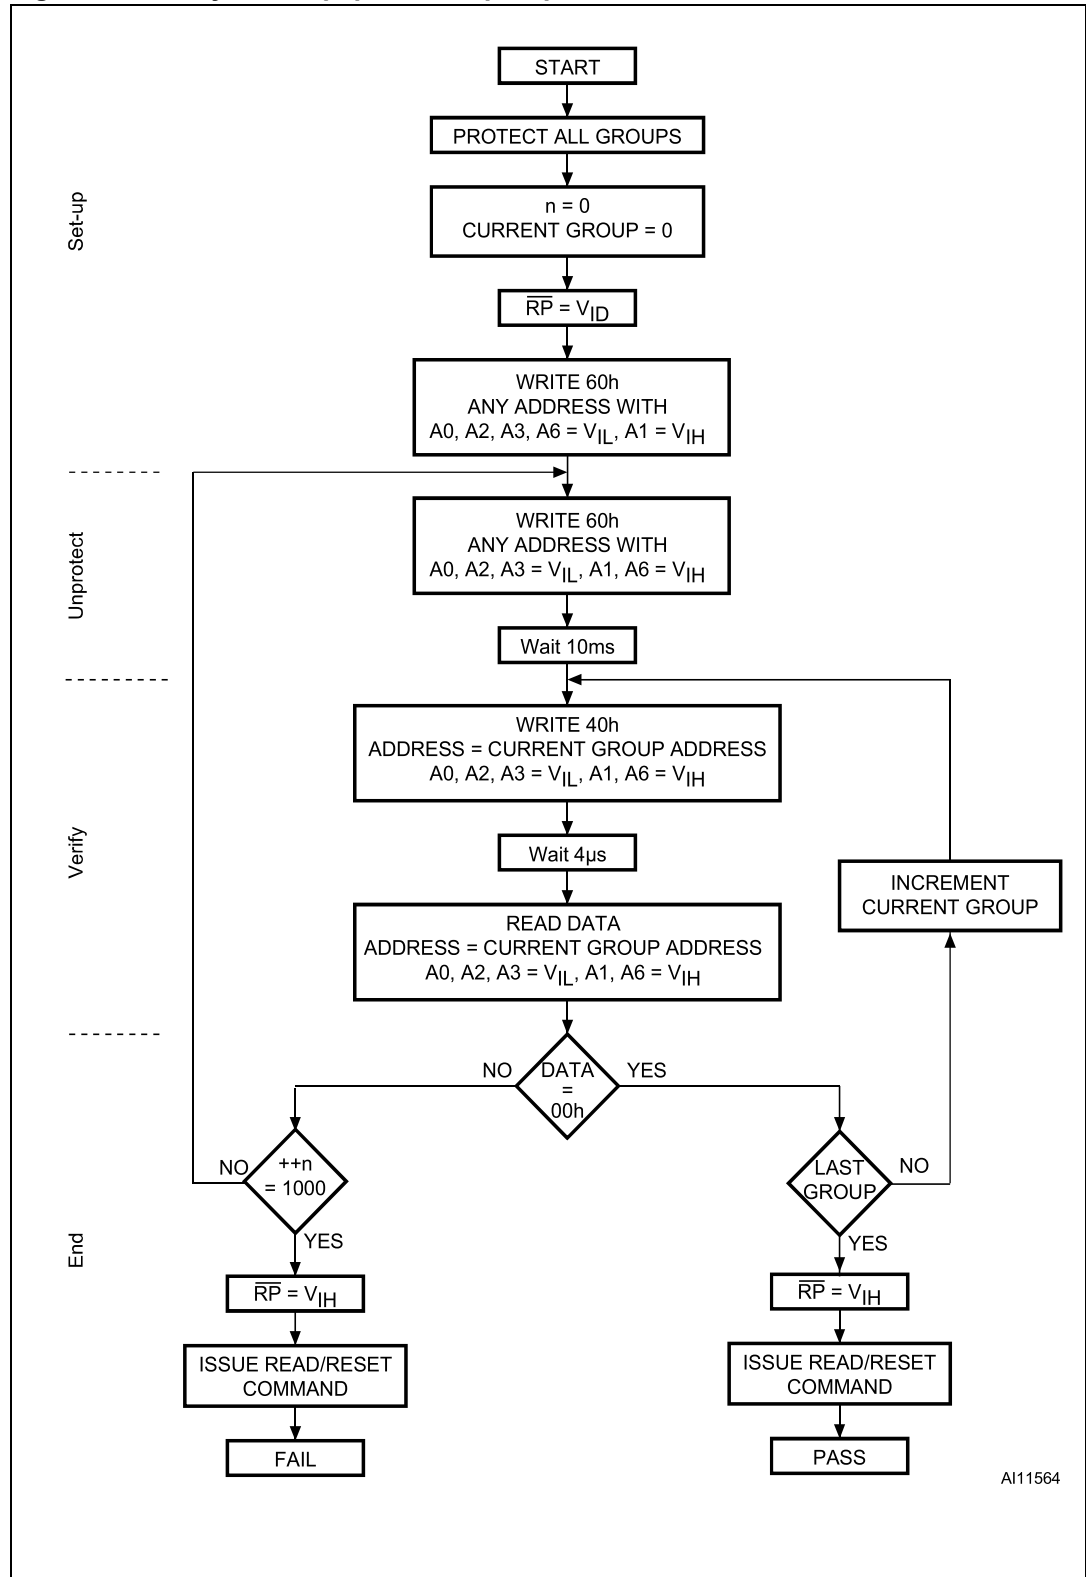 START
PROTECT ALL GROUPS
n = 0
CURRENT GROUP = 0
Set-up
RP = VID
WRITE 60h
ANY ADDRESS WITH
A0, A2, A3, A6 = VIL, A1 = VIH
WRITE 60h
ANY ADDRESS WITH
A0, A2, A3 = VIL, A1, A6 = VIH
Unprotect
Wait 10ms
WRITE 40h
ADDRESS = CURRENT GROUP ADDRESS
A0, A2, A3 = VIL, A1, A6 = VIH
Verify
Wait 4µs
INCREMENT
CURRENT GROUP
READ DATA
ADDRESS = CURRENT GROUP ADDRESS
A0, A2, A3 = VIL, A1, A6 = VIH
NO
DATA
=
00h
YES
NO
++n
= 1000
LAST
GROUP
NO
YES
YES
End
RP = VIH
RP = VIH
ISSUE READ/RESET
COMMAND
ISSUE READ/RESET
COMMAND
FAIL
PASS
AI11564